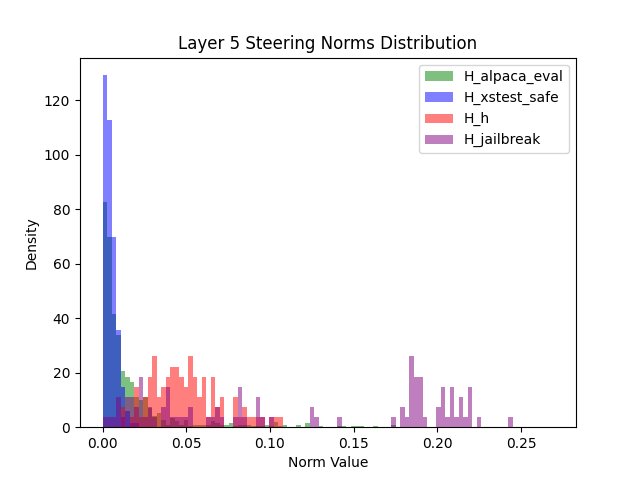 Layer 5 Steering Norms Distribution
H_alpaca_eval
H_xstest_safe
H_h
H_jailbreak
120
100
80
60
40
20
0
Density
0.00 0.05 0.10 0.15 0.20 0.25
Norm Value